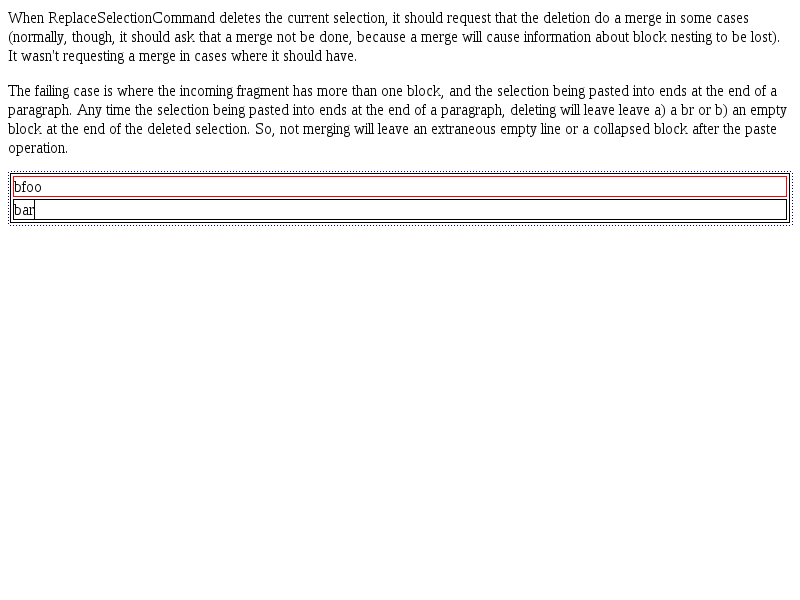 When ReplaceSelectionCommand deletes the current selection, it should request that the deletion do a merge in some cases
(normally, though, it should ask that a merge not be done, because a merge will cause information about block nesting to be lost).
It wasn't requesting a merge in cases where it should have.
The failing case is where the incoming fragment has more than one block, and the selection being pasted into ends at the end of a
paragraph. Any time the selection being pasted into ends at the end of a paragraph, deleting will leave leave a) a br or b) an empty
block at the end of the deleted selection. So, not merging will leave an extraneous empty line or a collapsed block after the paste
operation.
bfoo
bar